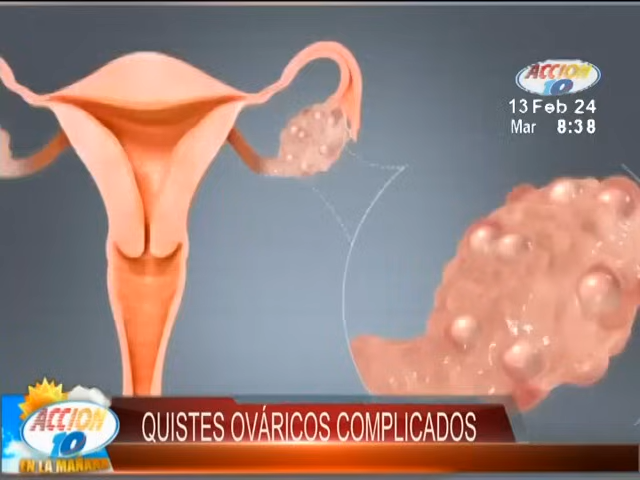 ACCION
10
13 Feb 24
Mar 8:38
ACCION
10
EN LA MAÑANA
QUISTES OVÁRICOS COMPLICADOS